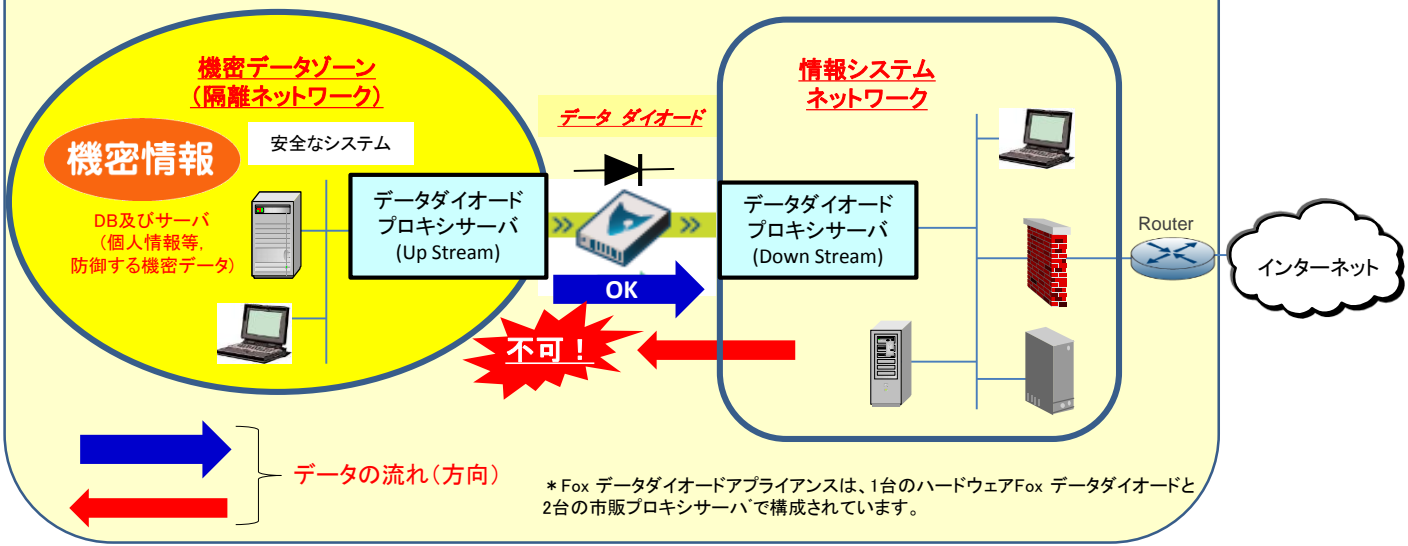 機密データゾーン
（隔離ネットワーク）
機密情報
安全なシステム
DB及びサーバ
（個人情報等,
防御する機密データ）
データダイオード
プロキシサーバ
(Up Stream)
データ ダイオード
OK
不可！
情報システム
ネットワーク
データダイオード
プロキシサーバ
(Down Stream)
Router
インターネット
データの流れ（方向）
＊Fox データダイオードアプライアンスは、1台のハードウェアFox データダイオードと
2台の市販プロキシサーバで構成されています。